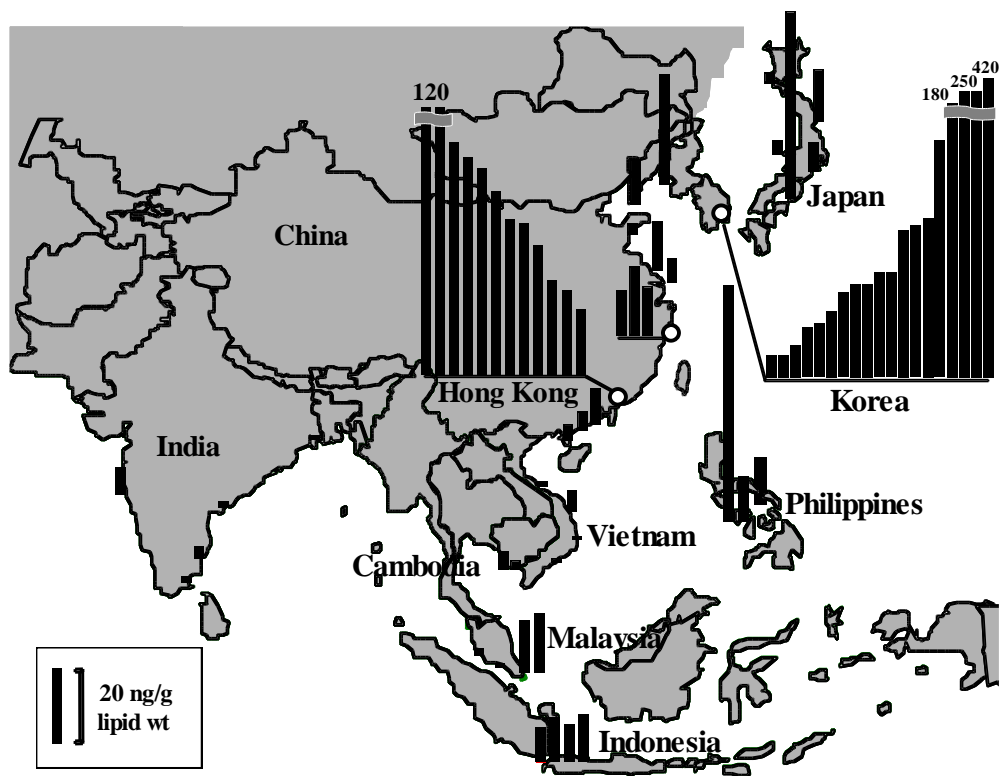 420
250
180
120
Japan
China
Hong Kong
Korea
India
Philippines
Vietnam
Cambodia
Malaysia
20 ng/g
lipid wt
Indonesia